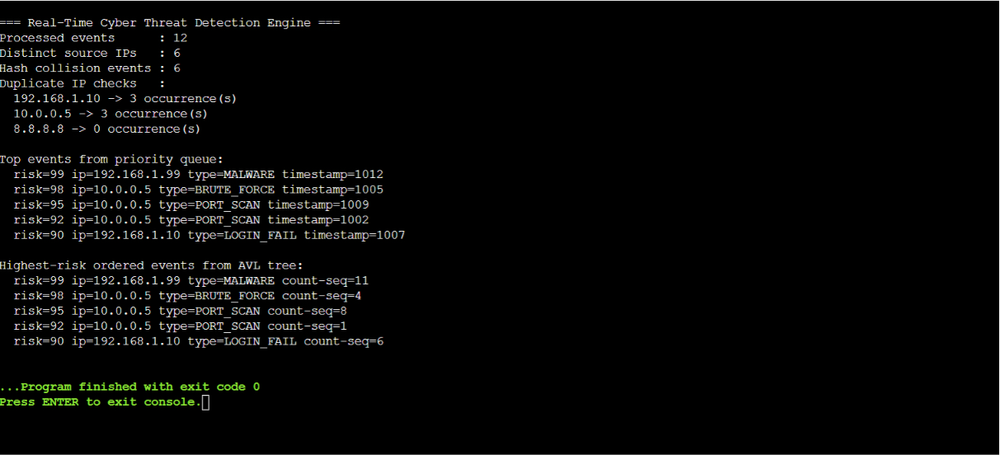 === Real-Time Cyber Threat Detection Engine ===
Processed events      : 12
Distinct source IPs   : 6
Hash collision events : 6
Duplicate IP checks   :
  192.168.1.10 -> 3 occurrence(s)
  10.0.0.5 -> 3 occurrence(s)
  8.8.8.8 -> 0 occurrence(s)

Top events from priority queue:
  risk=99 ip=192.168.1.99 type=MALWARE timestamp=1012
  risk=98 ip=10.0.0.5 type=BRUTE_FORCE timestamp=1005
  risk=95 ip=10.0.0.5 type=PORT_SCAN timestamp=1009
  risk=92 ip=10.0.0.5 type=PORT_SCAN timestamp=1002
  risk=90 ip=192.168.1.10 type=LOGIN_FAIL timestamp=1007

Highest-risk ordered events from AVL tree:
  risk=99 ip=192.168.1.99 type=MALWARE count-seq=11
  risk=98 ip=10.0.0.5 type=BRUTE_FORCE count-seq=4
  risk=95 ip=10.0.0.5 type=PORT_SCAN count-seq=8
  risk=92 ip=10.0.0.5 type=PORT_SCAN count-seq=1
  risk=90 ip=192.168.1.10 type=LOGIN_FAIL count-seq=6

...Program finished with exit code 0
Press ENTER to exit console.